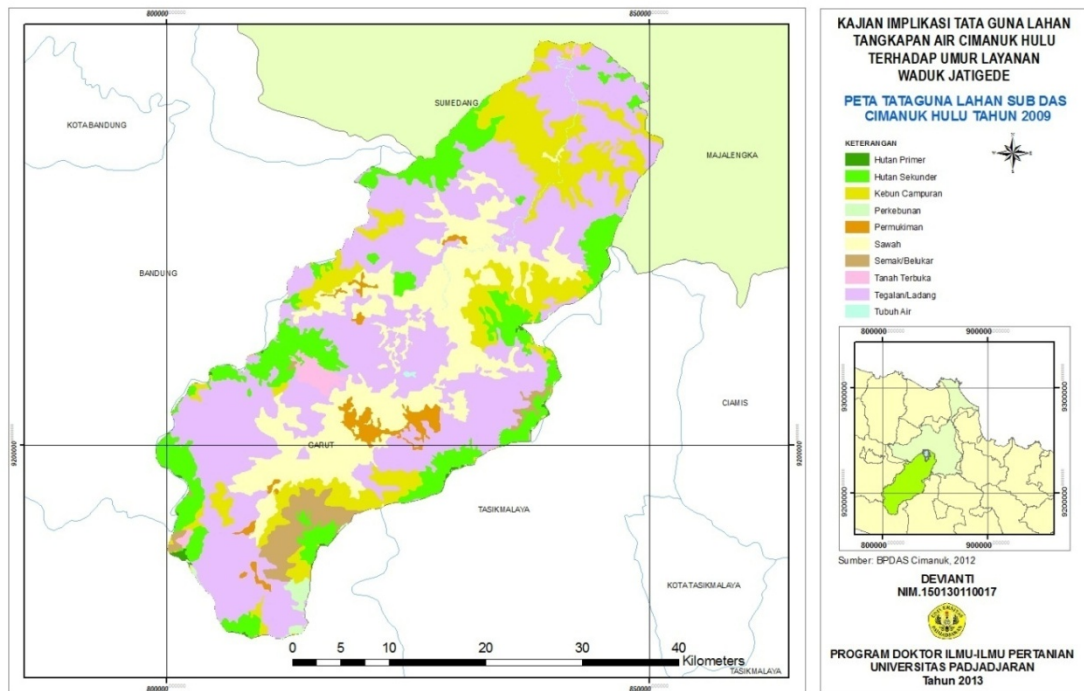 800000
850000
KOTA BANDUNG
SUMEDANG
MAJALENGKA
BANDUNG
CIAMIS
GARUT
9200000
9200000
TASIKMALAYA
KOTA TASIKMALAYA
0 5 10 20 30 40
Kilometers
TASIKMALAYA
800000
850000
KAJIAN IMPLIKASI TATA GUNA LAHAN
TANGKAPAN AIR CIMANUK HULU
TERHADAP UMUR LAYANAN
WADUK JATIGEDE
PETA TATAGUNA LAHAN SUB DAS
CIMANUK HULU TAHUN 2009
KETERANGAN
Hutan Primer
Hutan Sekunder
Kebun Campuran
Perkebunan
Permukiman
Sawah
Semak/Belukar
Tanah Terbuka
Tegalan/Ladang
Tubuh Air
800000
900000
9300000
9300000
9200000
9200000
800000
900000
Sumber: BPDAS Cimanuk, 2012
DEVIANTI
NIM.150130110017
PROGRAM DOKTOR ILMU-ILMU PERTANIAN
UNIVERSITAS PADJADJARAN
Tahun 2013